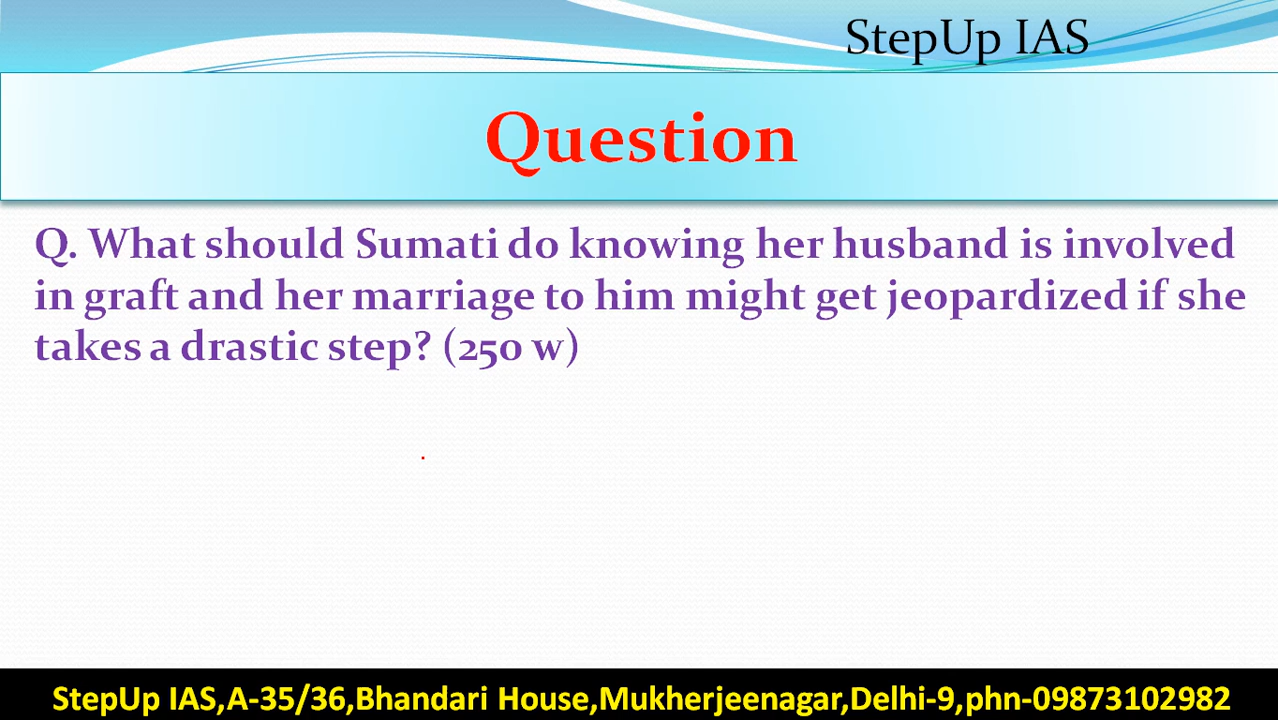 StepUp IAS
Question
Q. What should Sumati do knowing her husband is involved
in graft and her marriage to him might get jeopardized if she
takes a drastic step? (250 w)
StepUp IAS,A-35/36,Bhandari House,Mukherjeenagar,Delhi-9,phn-09873102982